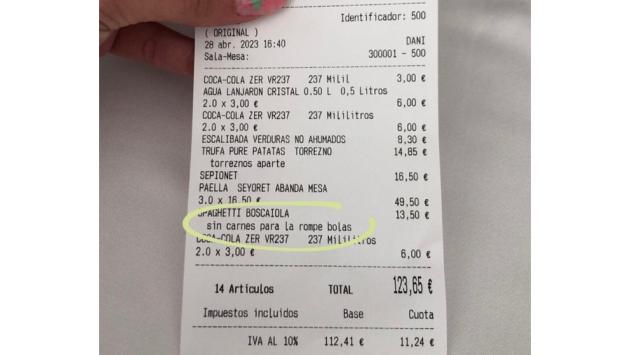 Identificador: 500
( ORIGINAL )
28 abr. 2023 16:40 DANI
Sala-Mesa: 300001 - 500
COCA-COLA ZER VR237 237 Milil 3,00 €
AGUA LANJARON CRISTAL 0.50 L 0,5 Litros
2.0 x 3,00 € 6,00 €
COCA-COLA ZER VR237 237 Mililitros
2.0 x 3,00 € 6,00 €
ESCALIBADA VERDURAS NO AHUMADOS 8,30 €
TRUFA PURE PATATAS TORREZNO 14,85 €
torreznos aparte
SEPIONET 16,50 €
PAELLA SEYORET ABANDA MESA
3.0 x 16,50 € 49,50 €
SPAGHETTI BOSCAIOLA 13,50 €
sin carnes para la rompe bolas
COCA-COLA ZER VR237 237 Mililitros
2.0 x 3,00 € 6,00 €
14 Artículos TOTAL 123,65 €
Impuestos incluidos Base Cuota
IVA AL 10% 112,41 € 11,24 €